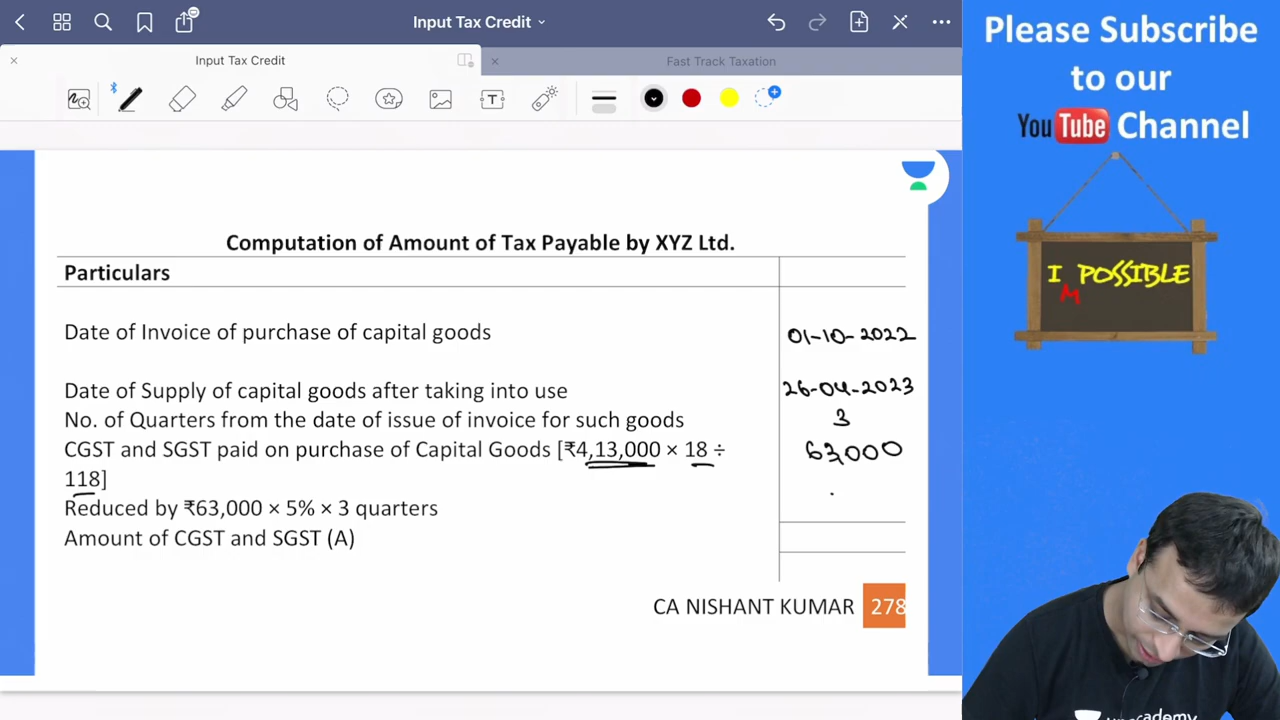 Input Tax Credit
Input Tax Credit
Fast Track Taxation
Please Subscribe
to our
YouTube Channel
I M POSSIBLE
Computation of Amount of Tax Payable by XYZ Ltd.
Particulars
Date of Invoice of purchase of capital goods 01-10-2022
Date of Supply of capital goods after taking into use 26-04-2023
No. of Quarters from the date of issue of invoice for such goods 3
CGST and SGST paid on purchase of Capital Goods [₹4,13,000 × 18 ÷ 63,000
118]
Reduced by ₹63,000 × 5% × 3 quarters
Amount of CGST and SGST (A)
CA NISHANT KUMAR 278